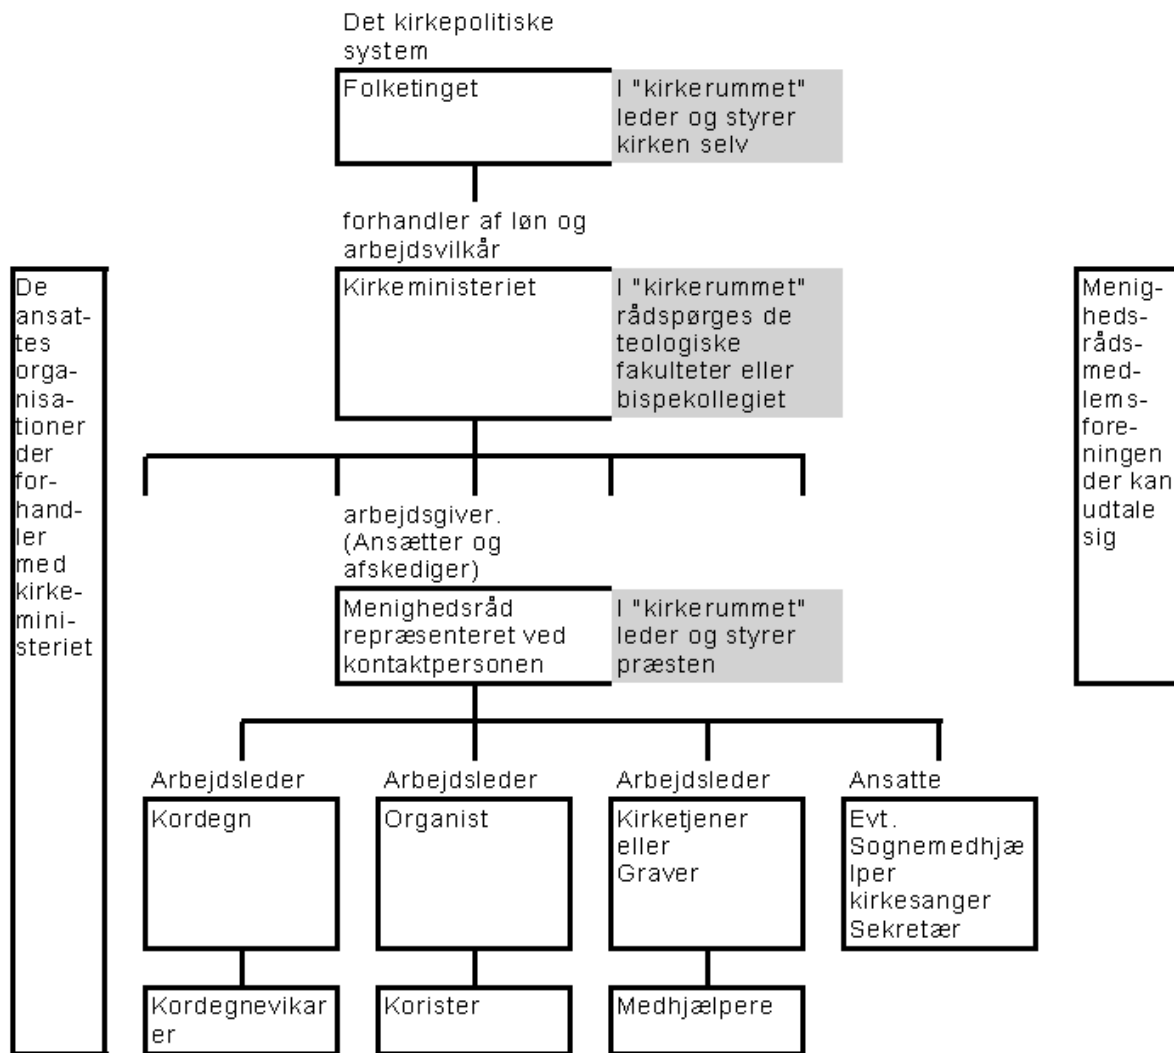 Det kirkepolitiske
system
Folketinget
I "kirkerummet"
leder og styrer
kirken selv
forhandler af løn og
arbejdsvilkår
De
ansat-
tes
orga-
nisa-
tioner
der
for-
hand-
ler
med
kirke-
mini-
steriet
Kirkeministeriet
I "kirkerummet"
rådspørges de
teologiske
fakulteter eller
bispekollegiet
Menig-
heds-
råds-
med-
lems-
fore-
ningen
der kan
udtale
sig
arbejdsgiver.
(Ansætter og
afskediger)
Menighedsråd
repræsenteret ved
kontaktpersonen
I "kirkerummet"
leder og styrer
præsten
Arbejdsleder
Kordegn
Arbejdsleder
Organist
Arbejdsleder
Kirketjener
eller
Graver
Ansatte
Evt.
Sognemedhjæ
lper
kirkesanger
Sekretær
Kordegnevikar
er
Korister
Medhjælpere